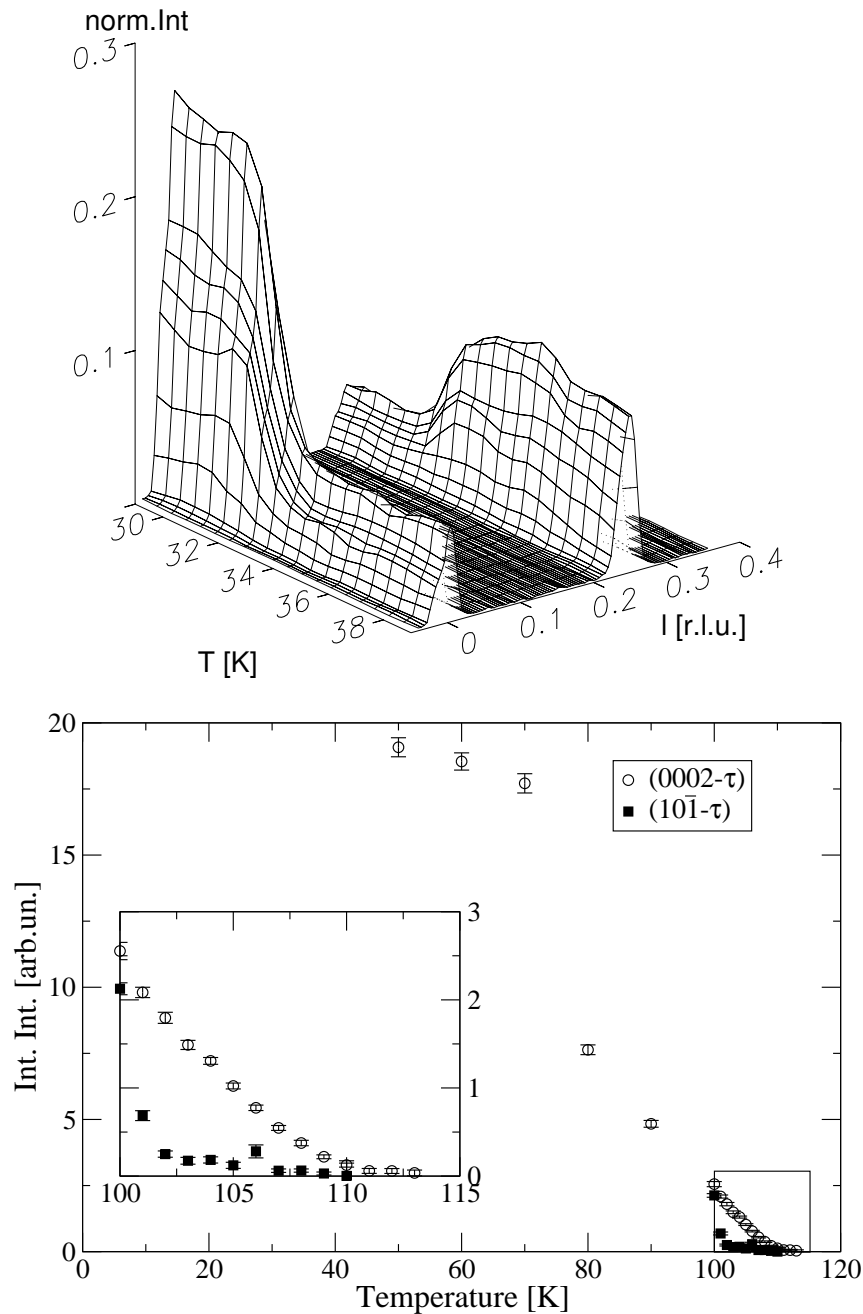 norm.Int
0.3
0.2
0.1
30
32
34
36
38
T [K]
0
0.1
0.2
0.3
0.4
l [r.l.u.]
20
15
10
5
0
Int. Int. [arb.un.]
(0002-τ)
(101̅-τ)
3
2
1
0
100 105 110 115
0 20 40 60 80 100 120
Temperature [K]